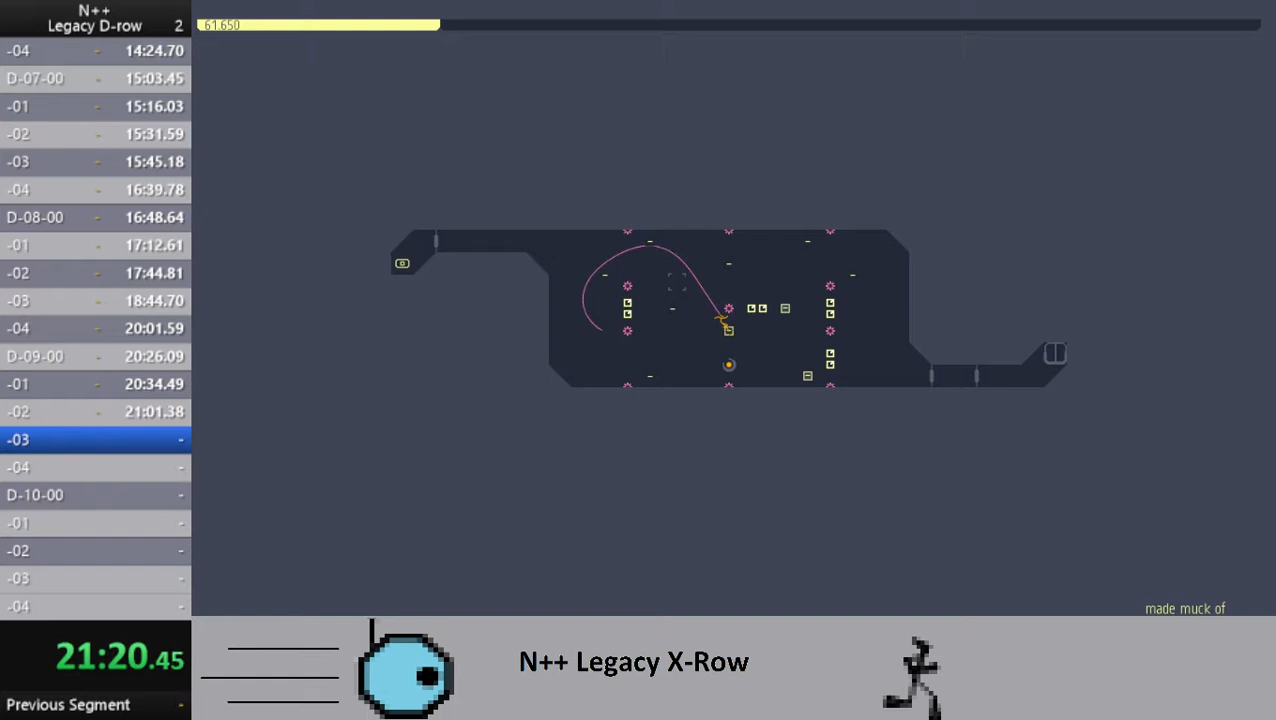 N++
Legacy D-row 2
-04 - 14:24.70
D-07-00 - 15:03.45
-01 - 15:16.03
-02 - 15:31.59
-03 - 15:45.18
-04 - 16:39.78
D-08-00 - 16:48.64
-01 - 17:12.61
-02 - 17:44.81
-03 - 18:44.70
-04 - 20:01.59
D-09-00 - 20:26.09
-01 - 20:34.49
-02 - 21:01.38
-03 -
-04 -
D-10-00 -
-01 -
-02 -
-03 -
-04 -
21:20.45
Previous Segment -
61.650
made muck of
N++ Legacy X-Row